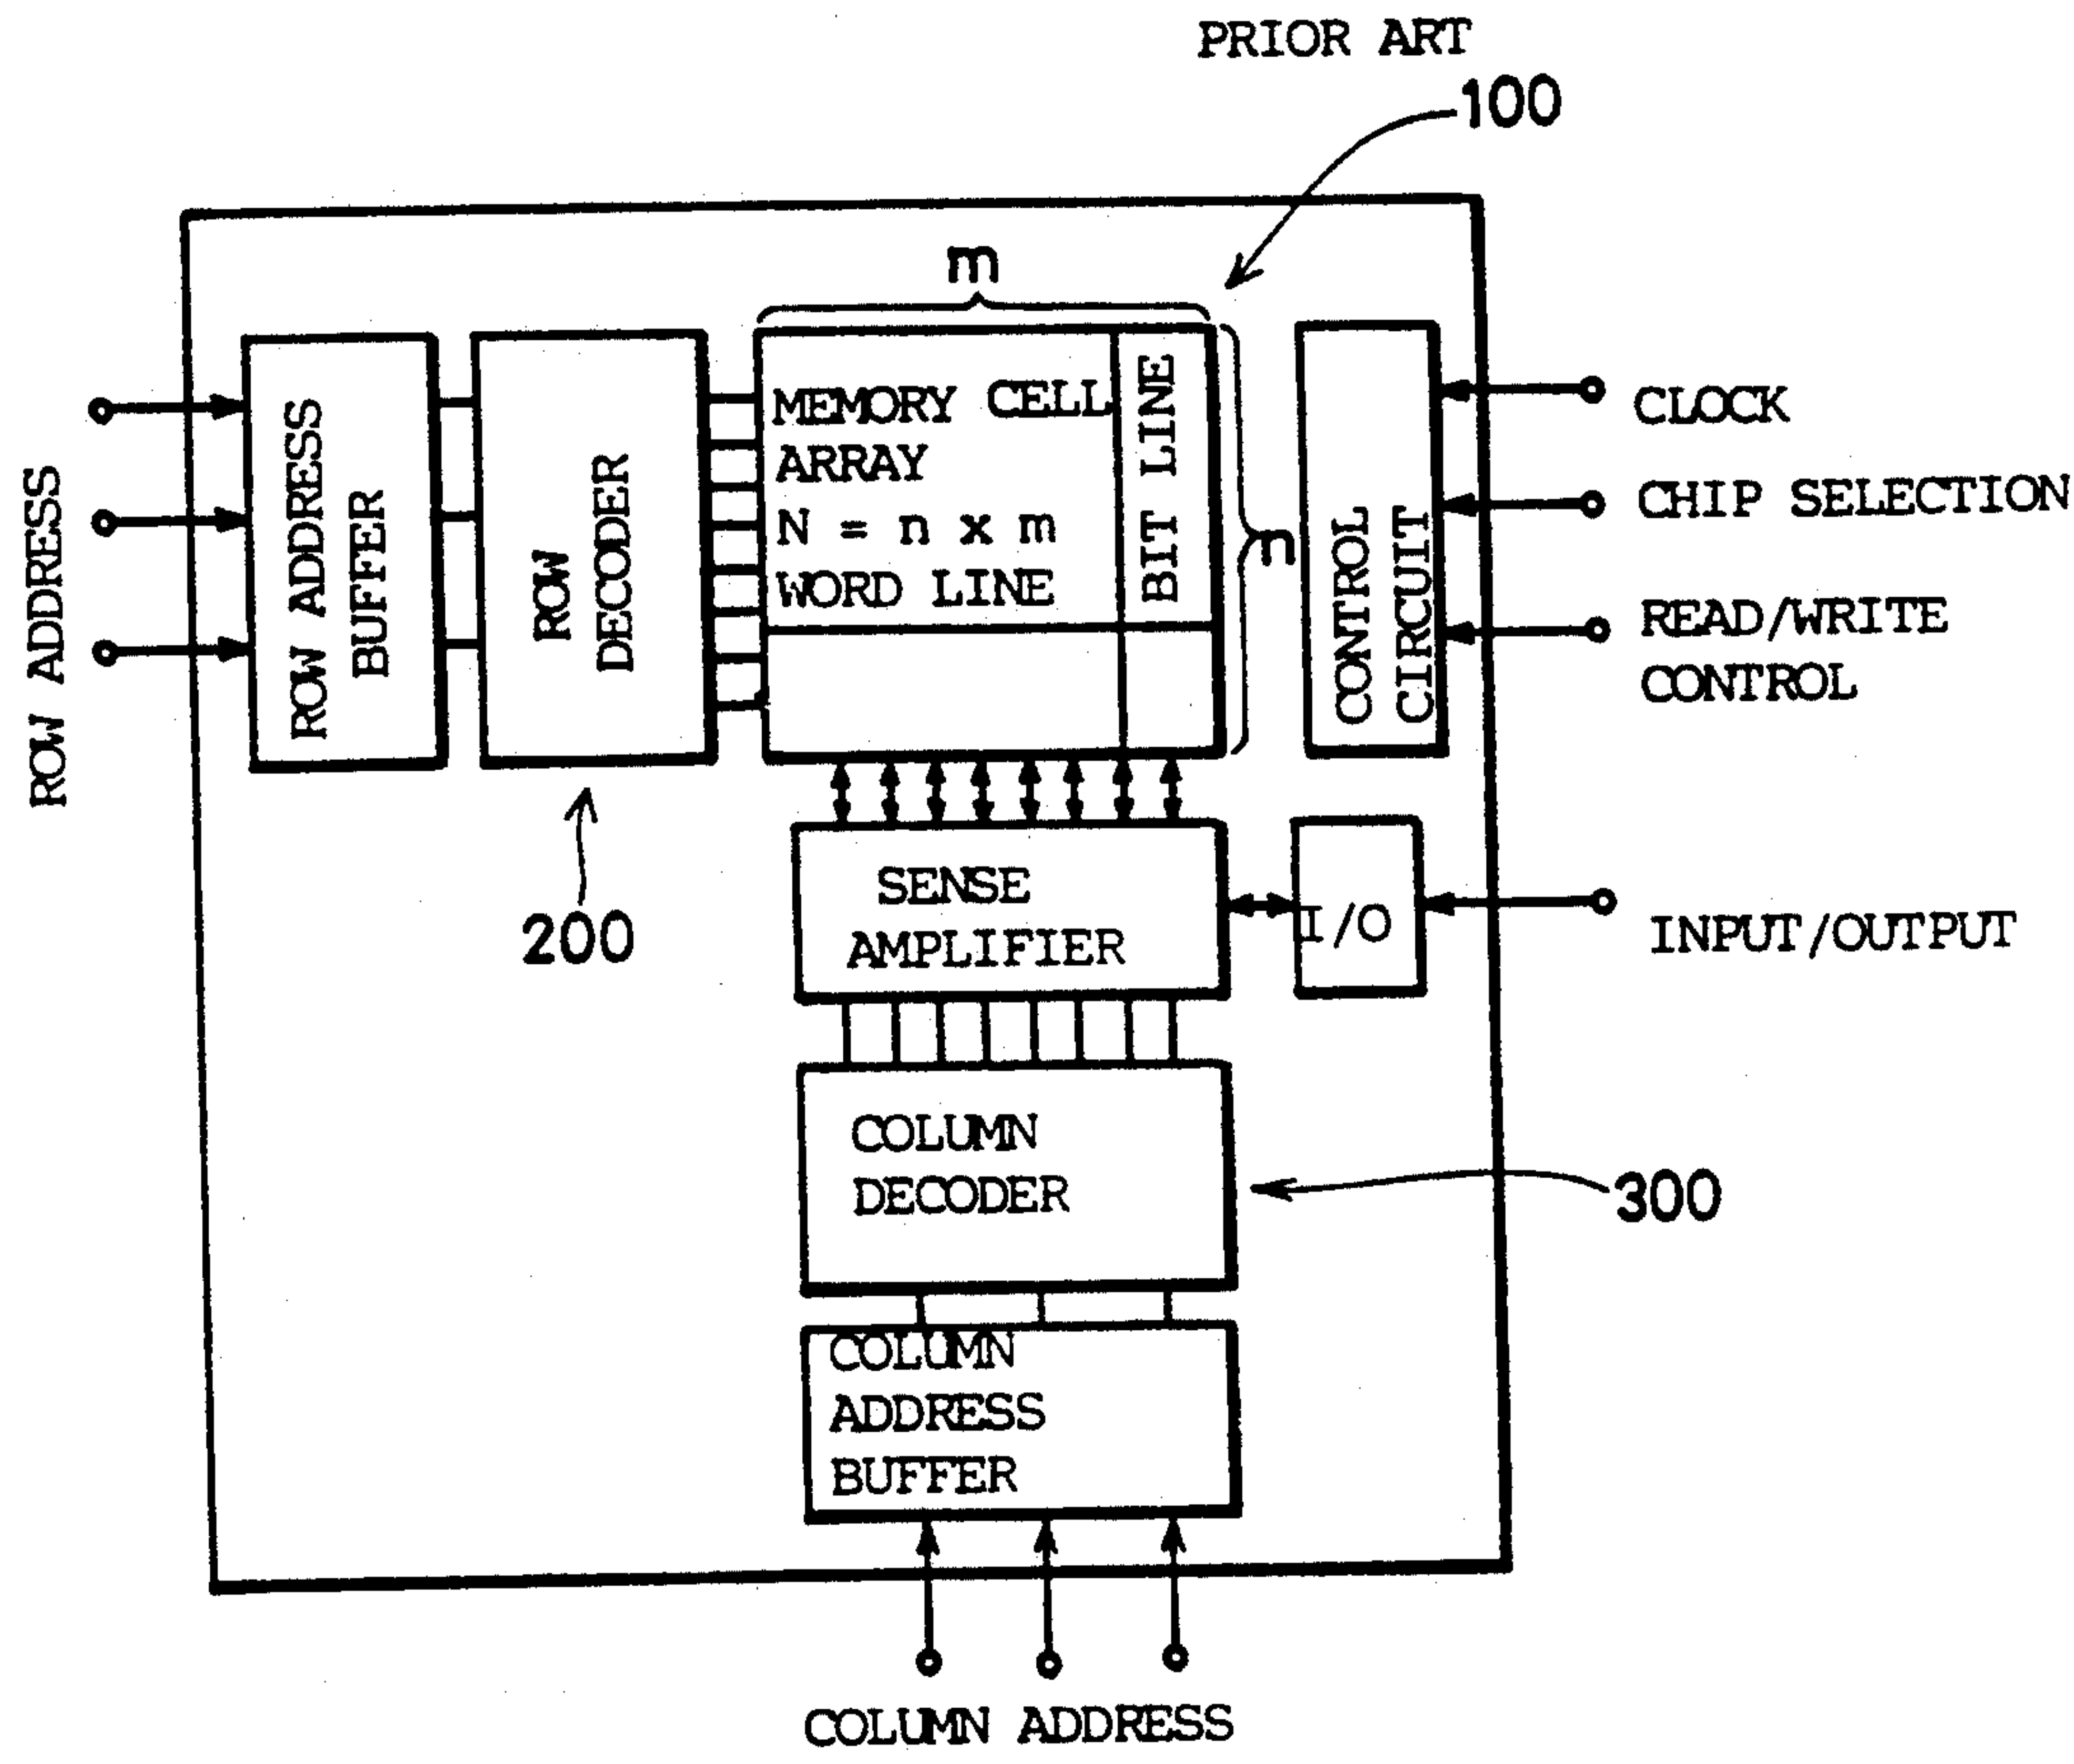 PRIOR ART
100
m
ROW ADDRESS
ROW ADDRESS
BUFFER
ROW
DECODER
MEMORY CELL
ARRAY
N = n x m
WORD LINE
BIT LINE
n
CONTROL
CIRCUIT
CLOCK
CHIP SELECTION
READ/WRITE
CONTROL
200
SENSE
AMPLIFIER
I/O
INPUT/OUTPUT
COLUMN
DECODER
300
COLUMN
ADDRESS
BUFFER
COLUMN ADDRESS